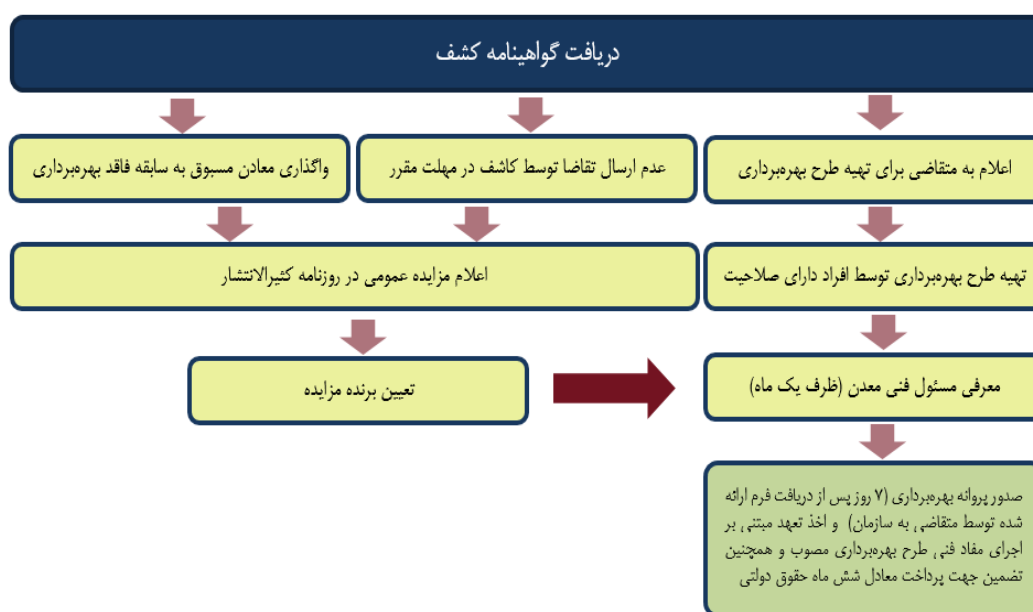 دریافت گواهینامه کشف
اعلام به متقاضی برای تهیه طرح بهره‌برداری
عدم ارسال تقاضا توسط کاشف در مهلت مقرر
واگذاری معادن مسبوق به سابقه فاقد بهره‌برداری
تهیه طرح بهره‌برداری توسط افراد دارای صلاحیت
اعلام مزایده عمومی در روزنامه کثیرالانتشار
معرفی مسئول فنی معدن (ظرف یک ماه)
تعیین برنده مزایده
صدور پروانه بهره‌برداری (۷ روز پس از دریافت فرم ارائه
شده توسط متقاضی به سازمان) و اخذ تعهد مبتنی بر
اجرای مفاد فنی طرح بهره‌برداری مصوب و همچنین
تضمین جهت پرداخت معادل شش ماه حقوق دولتی